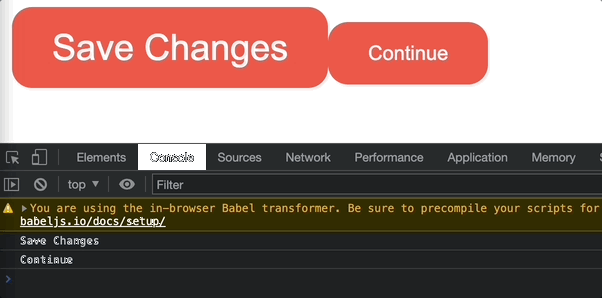 Save Changes Continue
Elements Console Sources Network Performance Application Memory
top Filter
You are using the in-browser Babel transformer. Be sure to precompile your scripts for
babeljs.io/docs/setup/
Save Changes
Continue